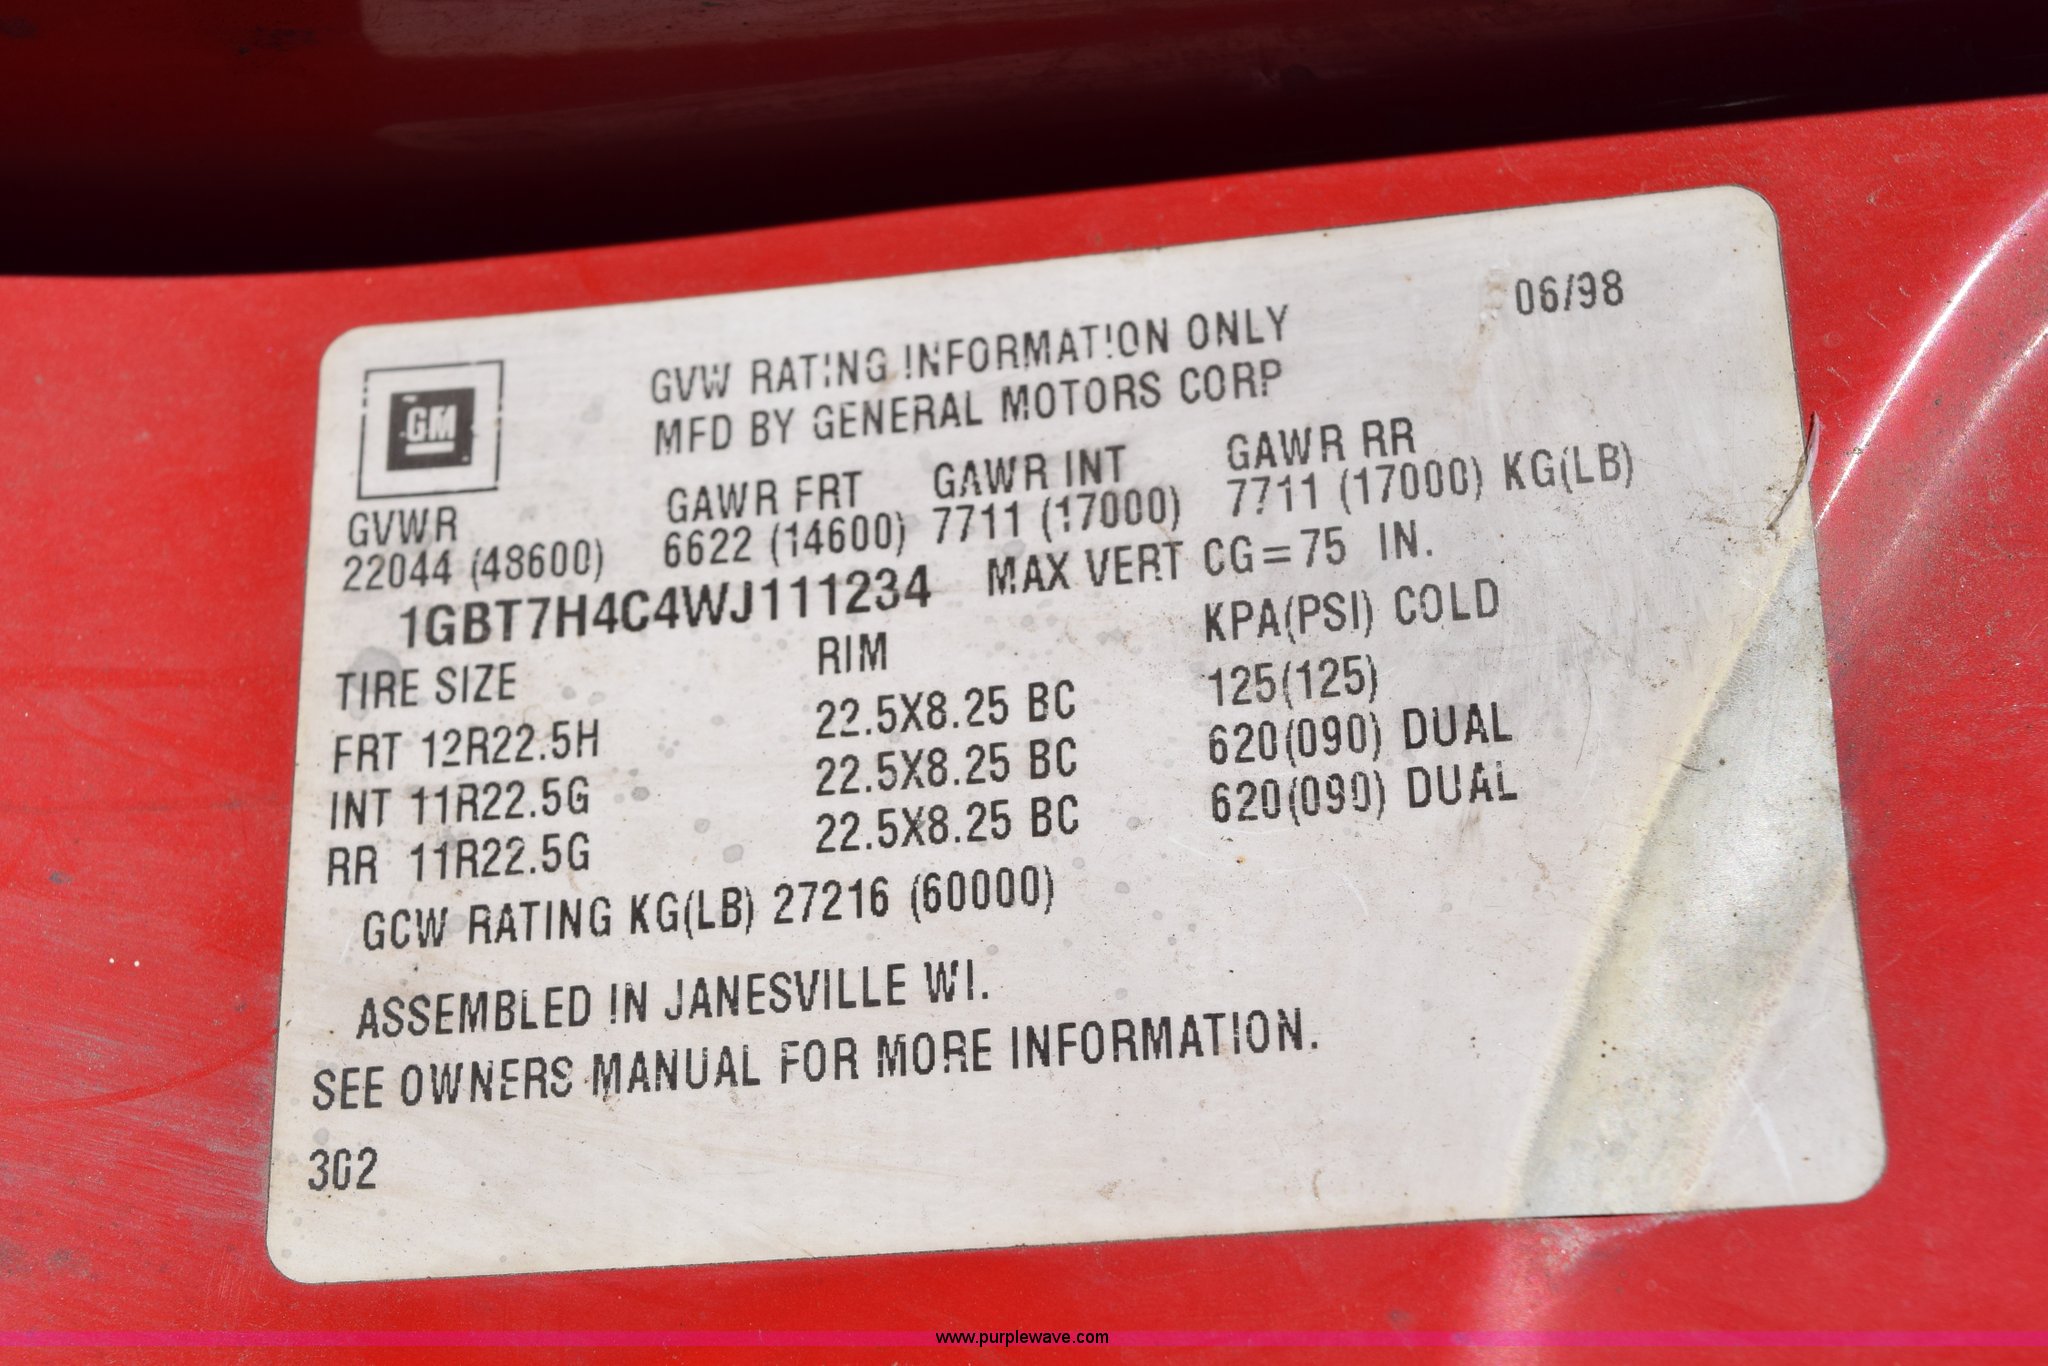 06/98
GM
GVW RATING INFORMATION ONLY
MFD BY GENERAL MOTORS CORP
GVWR GAWR FRT GAWR INT GAWR RR
22044 (48600) 6622 (14600) 7711 (17000) 7711 (17000) KG(LB)
1GBT7H4C4WJ111234 MAX VERT CG=75 IN.
TIRE SIZE RIM KPA(PSI) COLD
FRT 12R22.5H 22.5X8.25 BC 125(125)
INT 11R22.5G 22.5X8.25 BC 620(090) DUAL
RR 11R22.5G 22.5X8.25 BC 620(090) DUAL
GCW RATING KG(LB) 27216 (60000)
ASSEMBLED IN JANESVILLE WI.
SEE OWNERS MANUAL FOR MORE INFORMATION.
302
www.purplewave.com